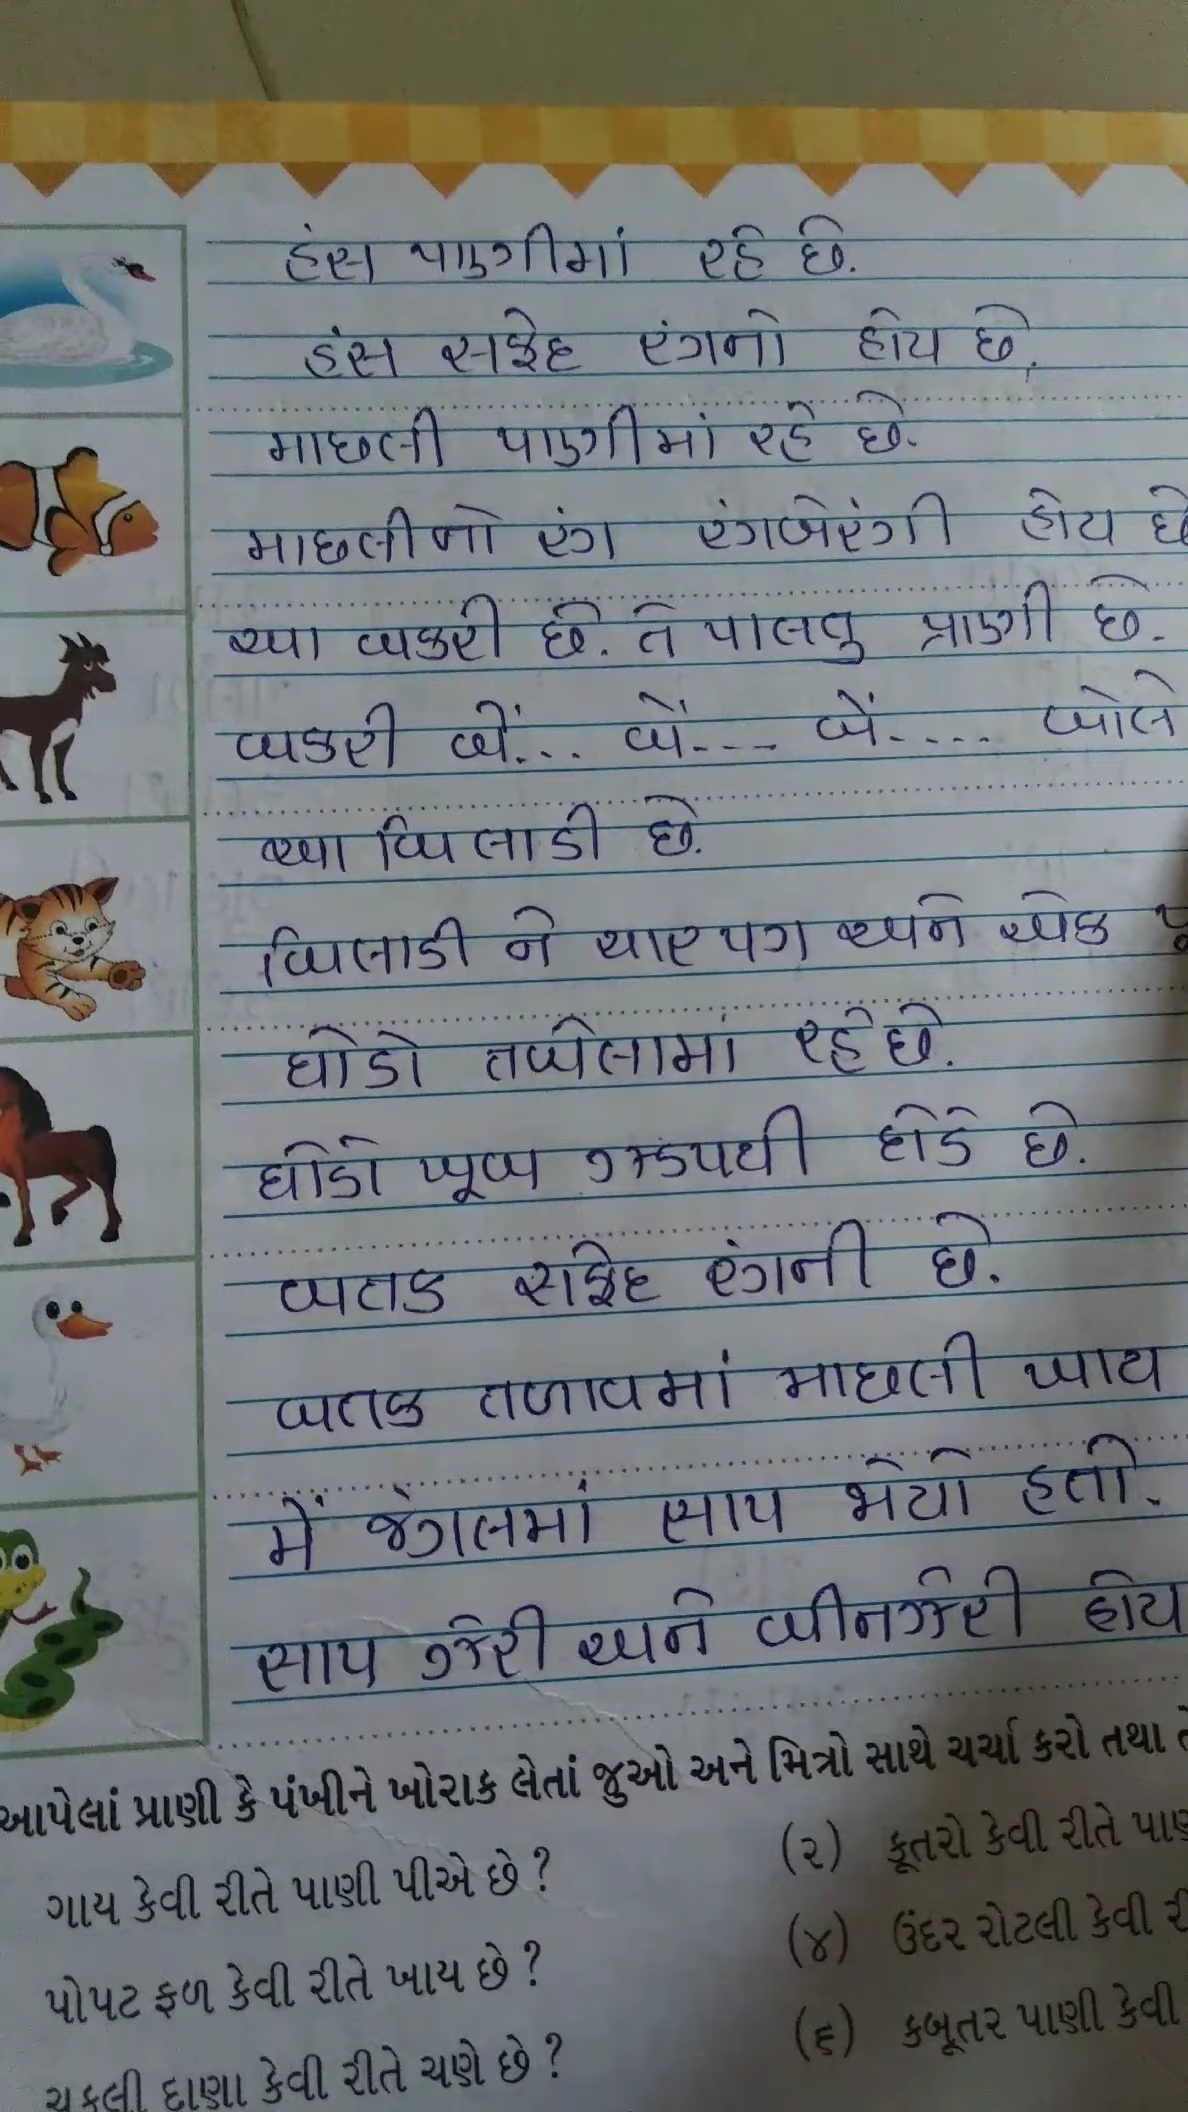 હંસ પાણીમાં રહે છે.
હંસ સફેદ રંગનો હોય છે.
માછલી પાણીમાં રહે છે.
માછલીનો રંગ રંગબેરંગી હોય છે
આ બકરી છે. તે પાલતુ પ્રાણી છે.
બકરી બેં... બેં.... બેં.... બોલે
આ બિલાડી છે.
બિલાડી ને ચાર પગ અને એક
ઘોડો તબેલામાં રહે છે.
ઘોડો ખૂબ ઝડપથી દોડે છે.
બતક સફેદ રંગની છે.
બતક તળાવમાં માછલી ખાય
મેં જંગલમાં સાપ જોયો હતો.
સાપ ઝેરી અને બીનઝેરી હોય
આપેલાં પ્રાણી કે પંખીને ખોરાક લેતાં જુઓ અને મિત્રો સાથે ચર્ચા કરો તથા
ગાય કેવી રીતે પાણી પીએ છે ? (૨) કૂતરો કેવી રીતે
પોપટ ફળ કેવી રીતે ખાય છે ? (૪) ઉંદર રોટલી કેવી
ચકલી દાણા કેવી રીતે ચણે છે ? (૬) કબૂતર પાણી કેવી